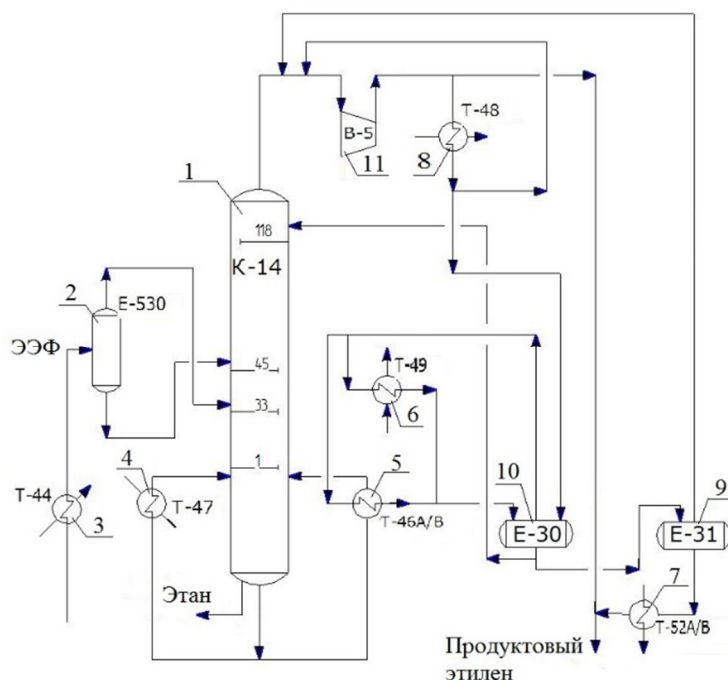 Т-48
В-5
11
8
1
118
К-14
2
Е-530
ЭЭФ
Т-49
45
6
33
4
1
5
10
9
Т-44
Т-47
3
Т-46А/В
Е-30
Е-31
7
Этан
Т-52А/В
Продуктовый
этилен